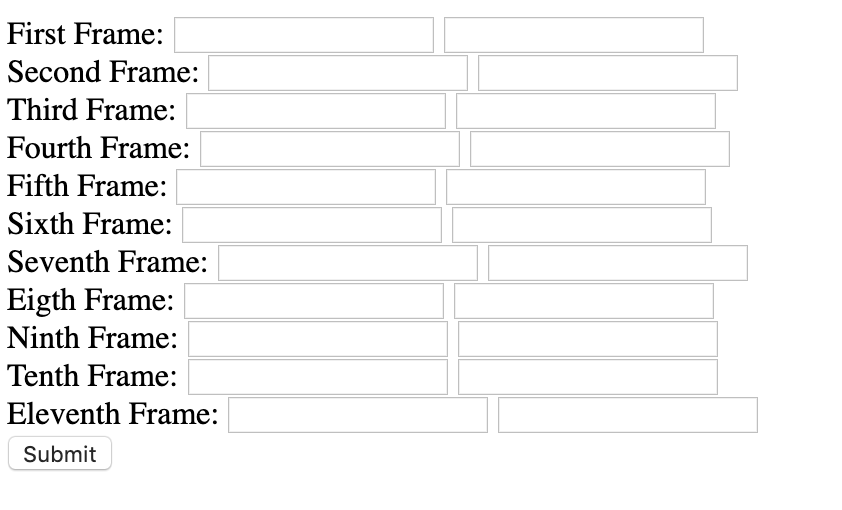 First Frame:
Second Frame:
Third Frame:
Fourth Frame:
Fifth Frame:
Sixth Frame:
Seventh Frame:
Eigth Frame:
Ninth Frame:
Tenth Frame:
Eleventh Frame:
Submit